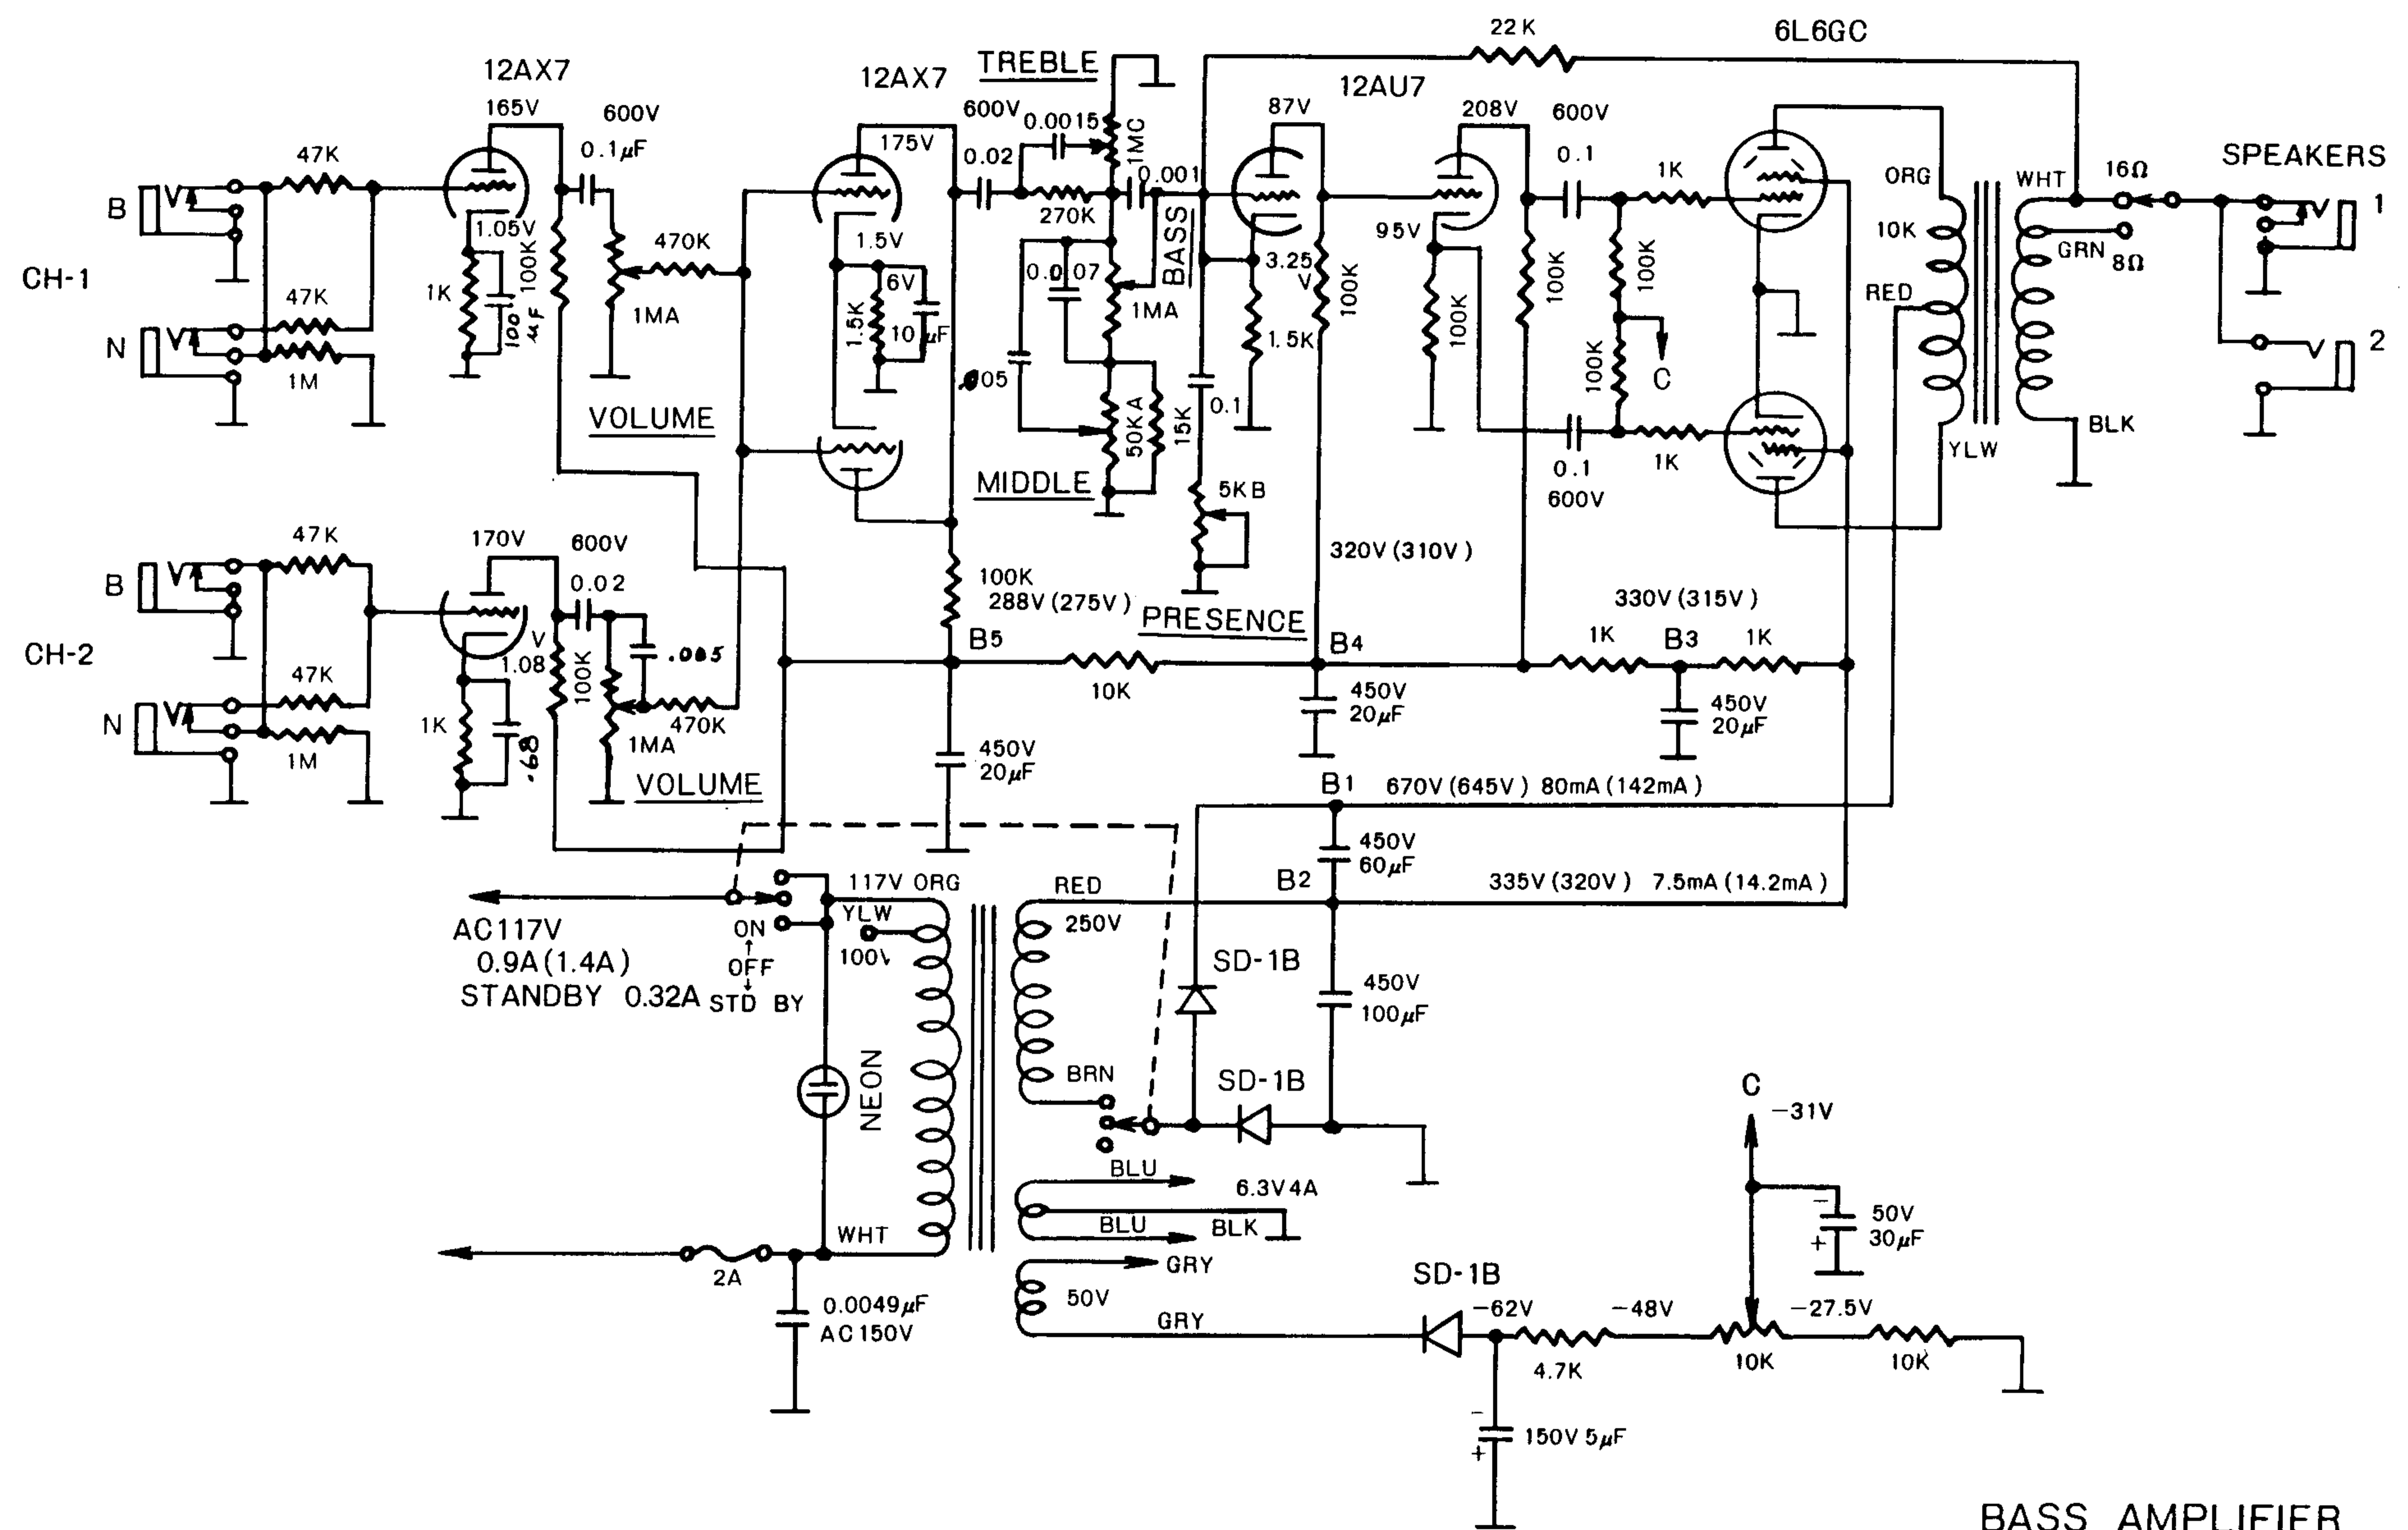 22K
6L6GC
12AX7
12AX7
TREBLE
12AU7
165V
600V
0.1µF
175V
600V
0.0015
1MC
87V
208V
600V
47K
0.02
0.001
0.1
1K
ORG
WHT
16Ω
SPEAKERS
B
1.05V
270K
BASS
95V
10K
1
CH-1
100K
470K
1.5V
3.25
V
100K
100K
100K
GRN
8Ω
1K
47K
100
µF
1MA
6V
1.5K
10µF
1MA
1.5K
100K
RED
N
1M
.05
50KA
15K
0.1
100K
C
2
VOLUME
MIDDLE
5KB
0.1
600V
1K
YLW
BLK
47K
170V
600V
0.02
100K
288V(275V)
PRESENCE
320V(310V)
330V(315V)
B
CH-2
V
1.08
100K
.005
B5
10K
B4
1K
B3
1K
47K
470K
450V
20µF
450V
20µF
N
1K
.68
1MA
450V
20µF
1M
VOLUME
B1
670V(645V) 80mA(142mA)
450V
60µF
117V ORG
RED
B2
335V(320V) 7.5mA(14.2mA)
AC117V
0.9A(1.4A)
STANDBY 0.32A
ON
OFF
STD BY
YLW
100V
250V
SD-1B
450V
100µF
NEON
BRN
SD-1B
C
-31V
BLU
6.3V4A
BLU
BLK
50V
30µF
-
+
WHT
2A
0.0049µF
AC150V
GRY
50V
GRY
SD-1B
-62V
-48V
-27.5V
4.7K
10K
10K
-
+
150V 5µF
BASS AMPLIFIER